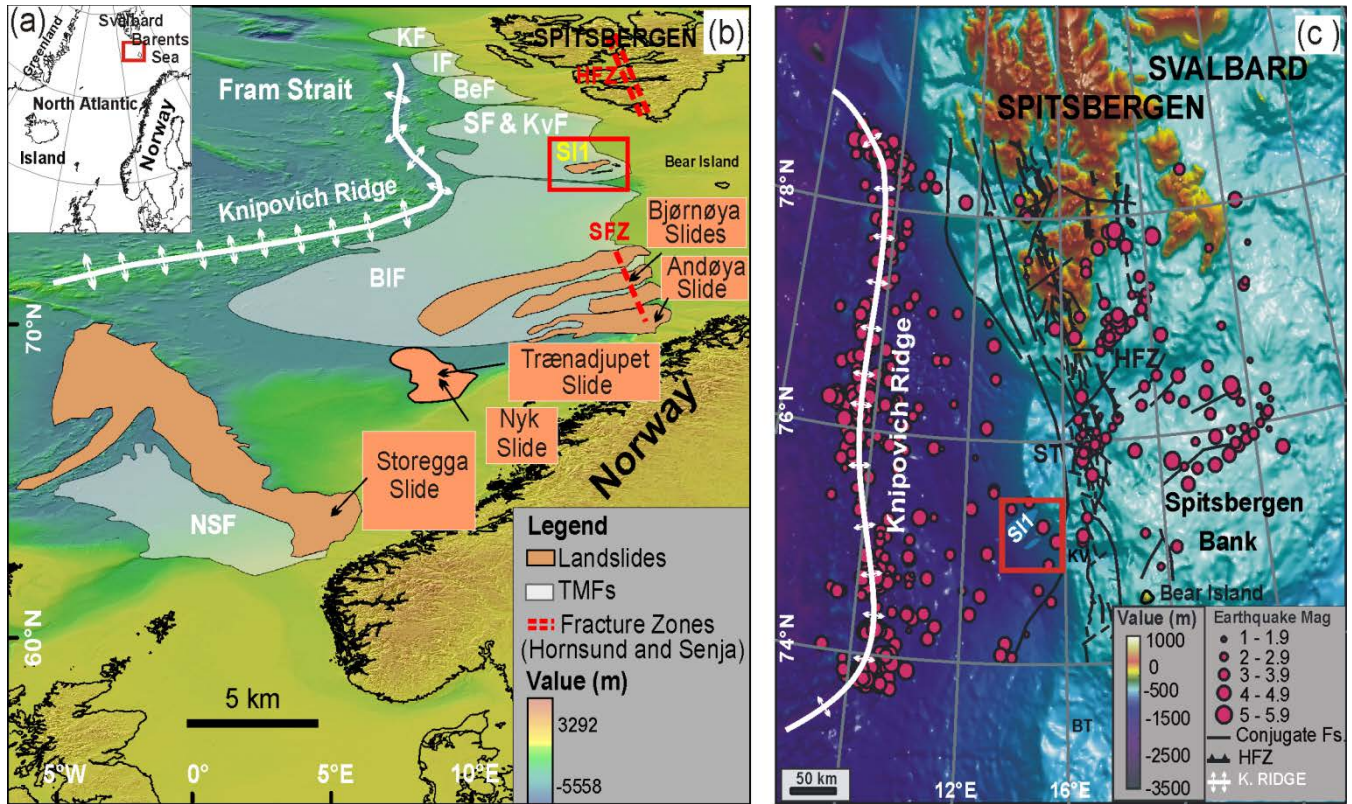 (a)
Svalbard
Greenland
Barents
Sea
North Atlantic
Island
Norway
(b)
KF
IF
BeF
SPITSBERGEN
HFZ
Fram Strait
SF & KvF
SI1
Bear Island
Knipovich Ridge
Bjørnøya
Slides
SFZ
Andøya
Slide
BIF
70°N
Trænadjupet
Slide
Nyk
Slide
Storegga
Slide
Norway
NSF
60°N
Legend
Landslides
TMFs
Fracture Zones
(Hornsund and Senja)
Value (m)
3292
-5558
5 km
5°W
0°
5°E
10°E
(c)
SVALBARD
SPITSBERGEN
78°N
HFZ
76°N
ST
Knipovich Ridge
Spitsbergen
Bank
SI1
KV
Bear Island
74°N
BT
Value (m)
1000
0
-500
-1500
-2500
-3500
Earthquake Mag
1 - 1.9
2 - 2.9
3 - 3.9
4 - 4.9
5 - 5.9
Conjugate Fs.
HFZ
K. RIDGE
50 km
12°E
16°E